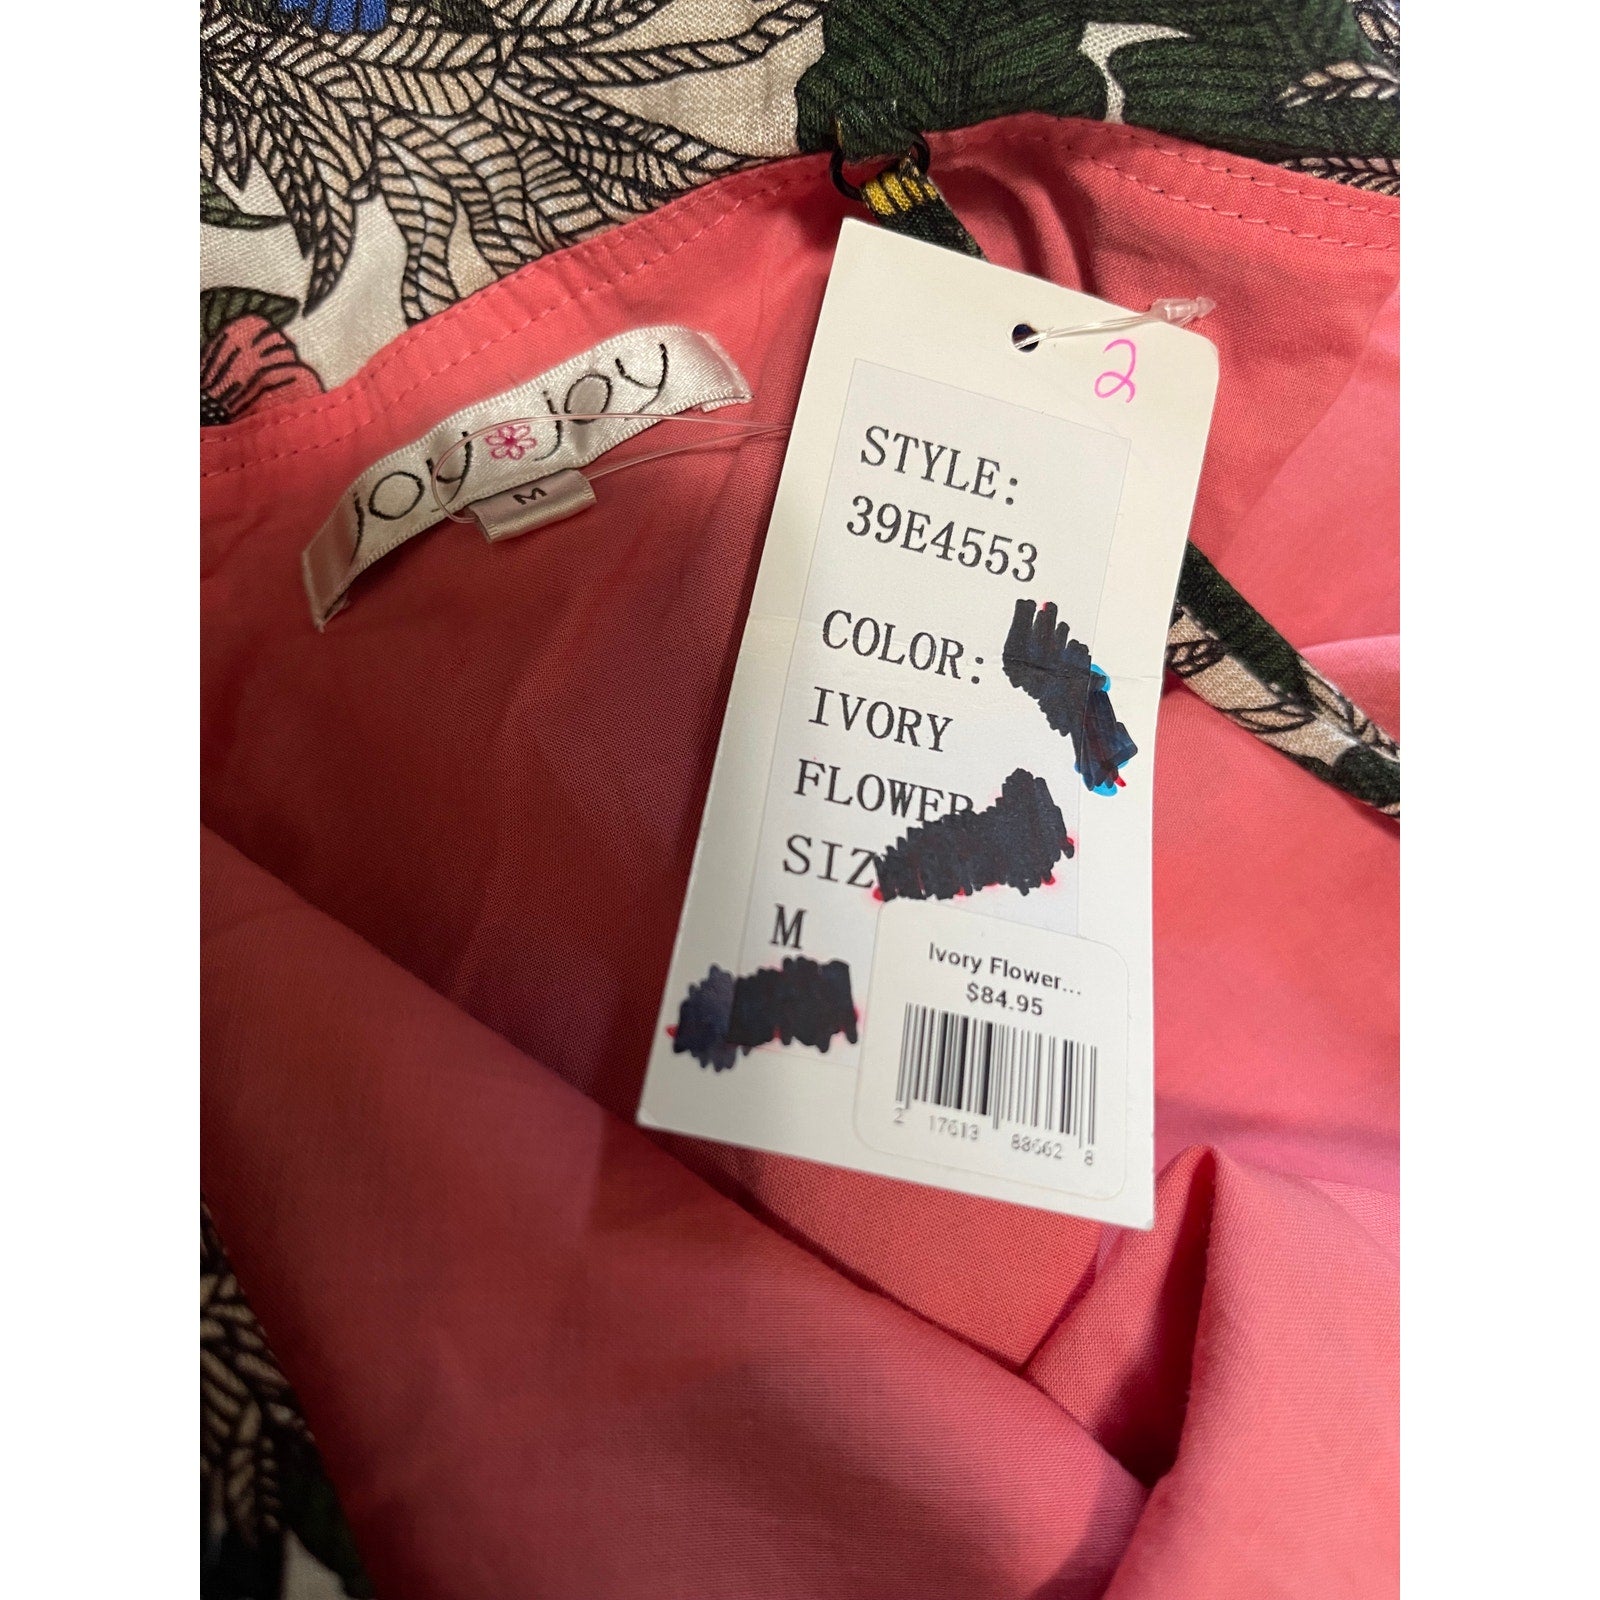 joy joy
M
2
STYLE:
39E4553
COLOR:
IVORY
FLOWER
SIZ
M
Ivory Flower...
$84.95
2 17613 88662 8